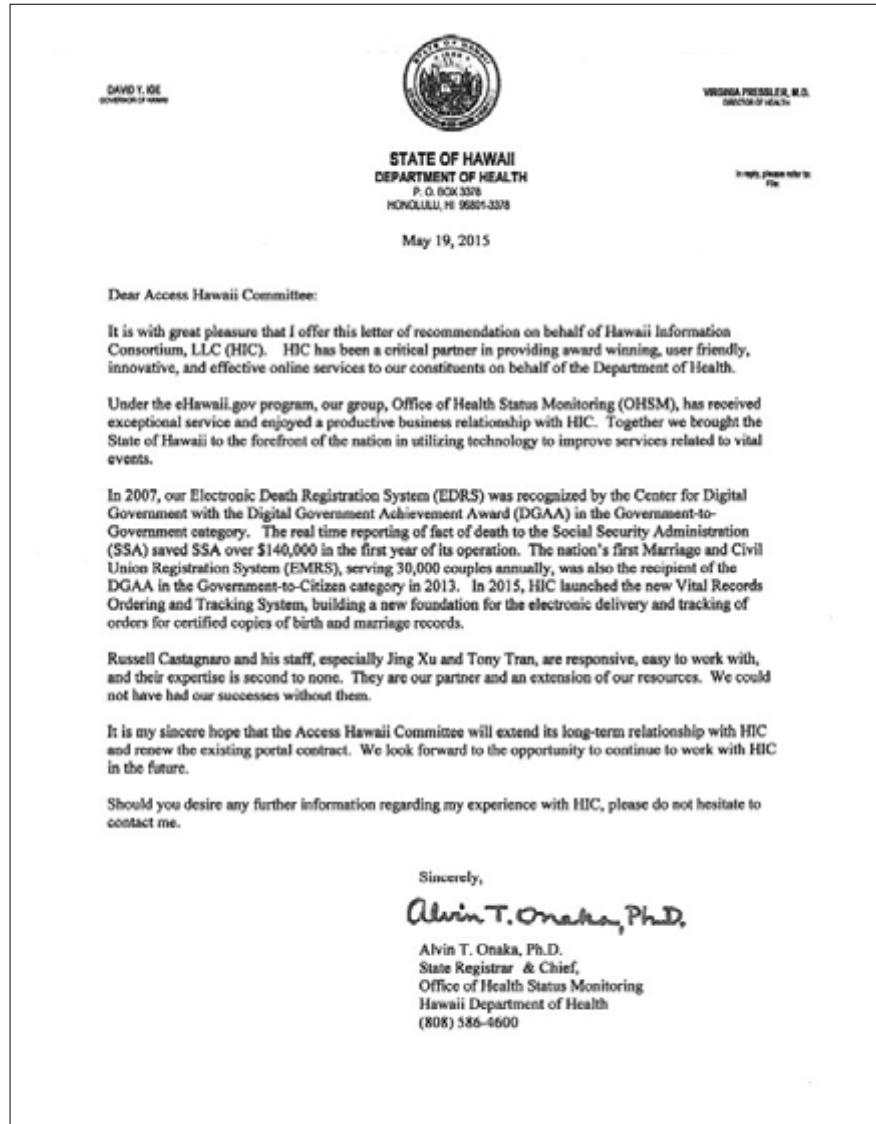 STATE OF HAWAII
1959
DAVID Y. IGE
GOVERNOR OF HAWAII
VIRGINIA PRESSLER, M.D.
DIRECTOR OF HEALTH
STATE OF HAWAII
DEPARTMENT OF HEALTH
P. O. BOX 3378
HONOLULU, HI 96801-3378
In reply, please refer to:
File:
May 19, 2015
Dear Access Hawaii Committee:
It is with great pleasure that I offer this letter of recommendation on behalf of Hawaii Information
Consortium, LLC (HIC). HIC has been a critical partner in providing award winning, user friendly,
innovative, and effective online services to our constituents on behalf of the Department of Health.
Under the eHawaii.gov program, our group, Office of Health Status Monitoring (OHSM), has received
exceptional service and enjoyed a productive business relationship with HIC. Together we brought the
State of Hawaii to the forefront of the nation in utilizing technology to improve services related to vital
events.
In 2007, our Electronic Death Registration System (EDRS) was recognized by the Center for Digital
Government with the Digital Government Achievement Award (DGAA) in the Government-to-
Government category. The real time reporting of fact of death to the Social Security Administration
(SSA) saved SSA over $140,000 in the first year of its operation. The nation's first Marriage and Civil
Union Registration System (EMRS), serving 30,000 couples annually, was also the recipient of the
DGAA in the Government-to-Citizen category in 2013. In 2015, HIC launched the new Vital Records
Ordering and Tracking System, building a new foundation for the electronic delivery and tracking of
orders for certified copies of birth and marriage records.
Russell Castagnaro and his staff, especially Jing Xu and Tony Tran, are responsive, easy to work with,
and their expertise is second to none. They are our partner and an extension of our resources. We could
not have had our successes without them.
It is my sincere hope that the Access Hawaii Committee will extend its long-term relationship with HIC
and renew the existing portal contract. We look forward to the opportunity to continue to work with HIC
in the future.
Should you desire any further information regarding my experience with HIC, please do not hesitate to
contact me.
Sincerely,
Alvin T. Onaka, Ph.D.
Alvin T. Onaka, Ph.D.
State Registrar & Chief,
Office of Health Status Monitoring
Hawaii Department of Health
(808) 586-4600